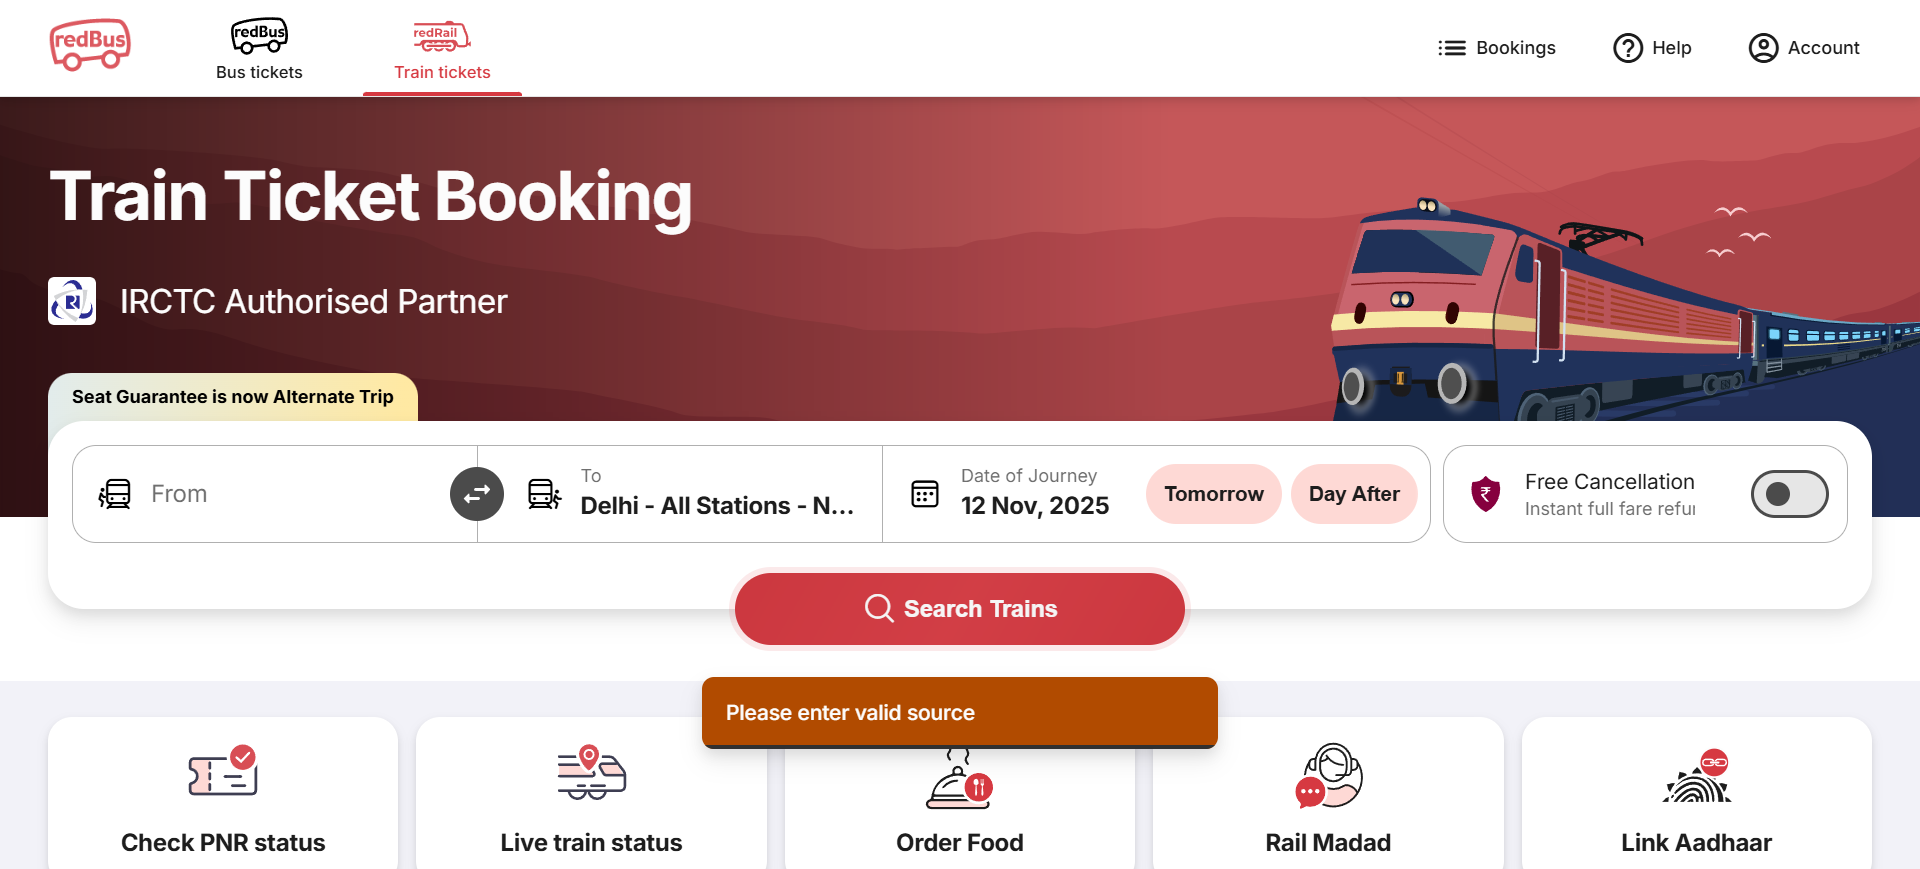 redBus
redBus
Bus tickets
redRail
Train tickets
Bookings
Help
Account
Train Ticket Booking
IRCTC Authorised Partner
Seat Guarantee is now Alternate Trip
From
To
Delhi - All Stations - N...
Date of Journey
12 Nov, 2025
Tomorrow
Day After
Free Cancellation
Instant full fare refu
Search Trains
Please enter valid source
Check PNR status
Live train status
Order Food
Rail Madad
Link Aadhaar